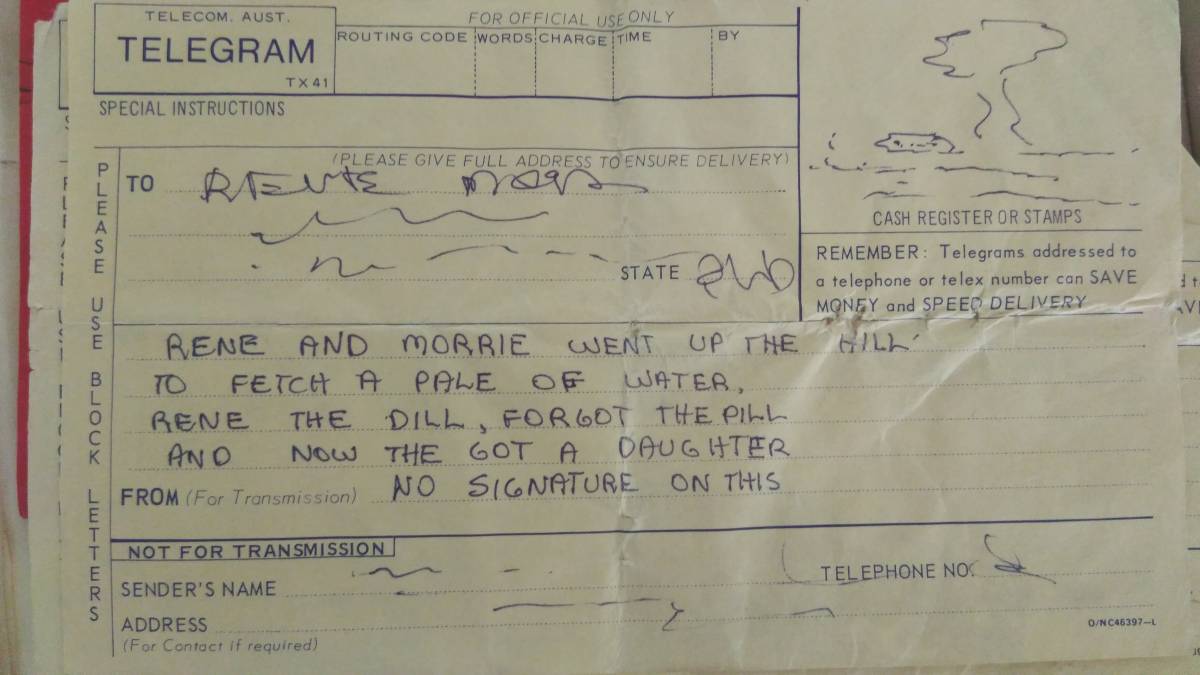 TELECOM. AUST.
TELEGRAM
TX 41
FOR OFFICIAL USE ONLY
ROUTING CODE WORDS CHARGE TIME BY
SPECIAL INSTRUCTIONS
(PLEASE GIVE FULL ADDRESS TO ENSURE DELIVERY)
TO
STATE
CASH REGISTER OR STAMPS
REMEMBER: Telegrams addressed to
a telephone or telex number can SAVE
MONEY and SPEED DELIVERY
PLEASE USE BLOCK LETTERS
RENE AND MORRIE WENT UP THE HILL
TO FETCH A PALE OF WATER,
RENE THE DILL, FORGOT THE PILL
AND NOW THE GOT A DAUGHTER
FROM (For Transmission) NO SIGNATURE ON THIS
NOT FOR TRANSMISSION
SENDER'S NAME
TELEPHONE NO.
ADDRESS
(For Contact if required)
O/NC46397-L